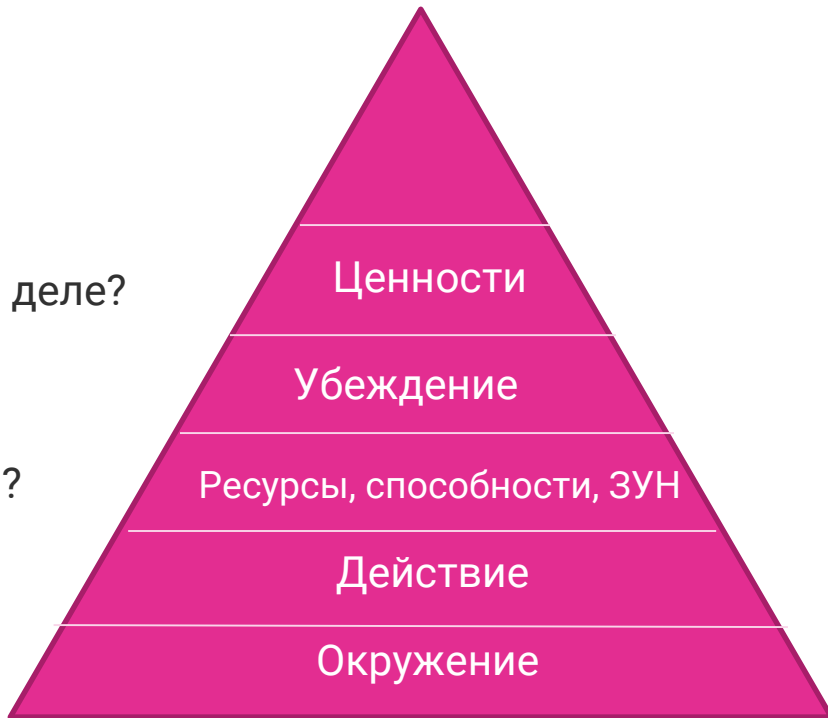 Ценности
деле?
Убеждение
?
Ресурсы, способности, ЗУН
Действие
Окружение